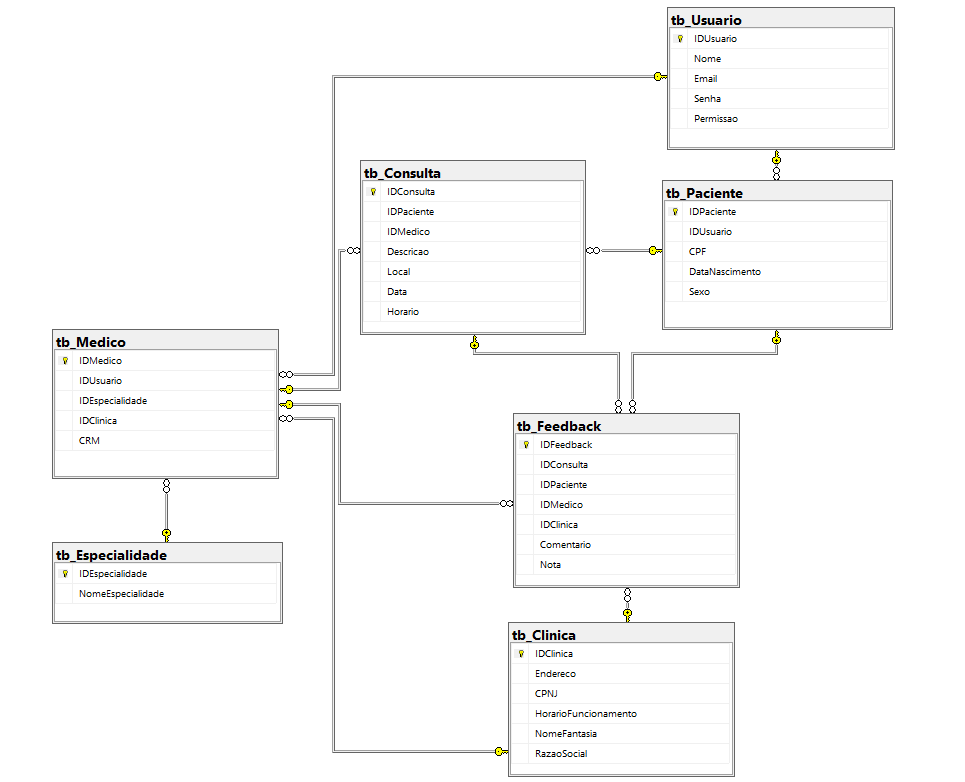 tb_Usuario
IDUsuario
Nome
Email
Senha
Permissao
tb_Consulta
IDConsulta
IDPaciente
IDMedico
Descricao
Local
Data
Horario
tb_Paciente
IDPaciente
IDUsuario
CPF
DataNascimento
Sexo
tb_Medico
IDMedico
IDUsuario
IDEspecialidade
IDClinica
CRM
tb_Feedback
IDFeedback
IDConsulta
IDPaciente
IDMedico
IDClinica
Comentario
Nota
tb_Especialidade
IDEspecialidade
NomeEspecialidade
tb_Clinica
IDClinica
Endereco
CPNJ
HorarioFuncionamento
NomeFantasia
RazaoSocial